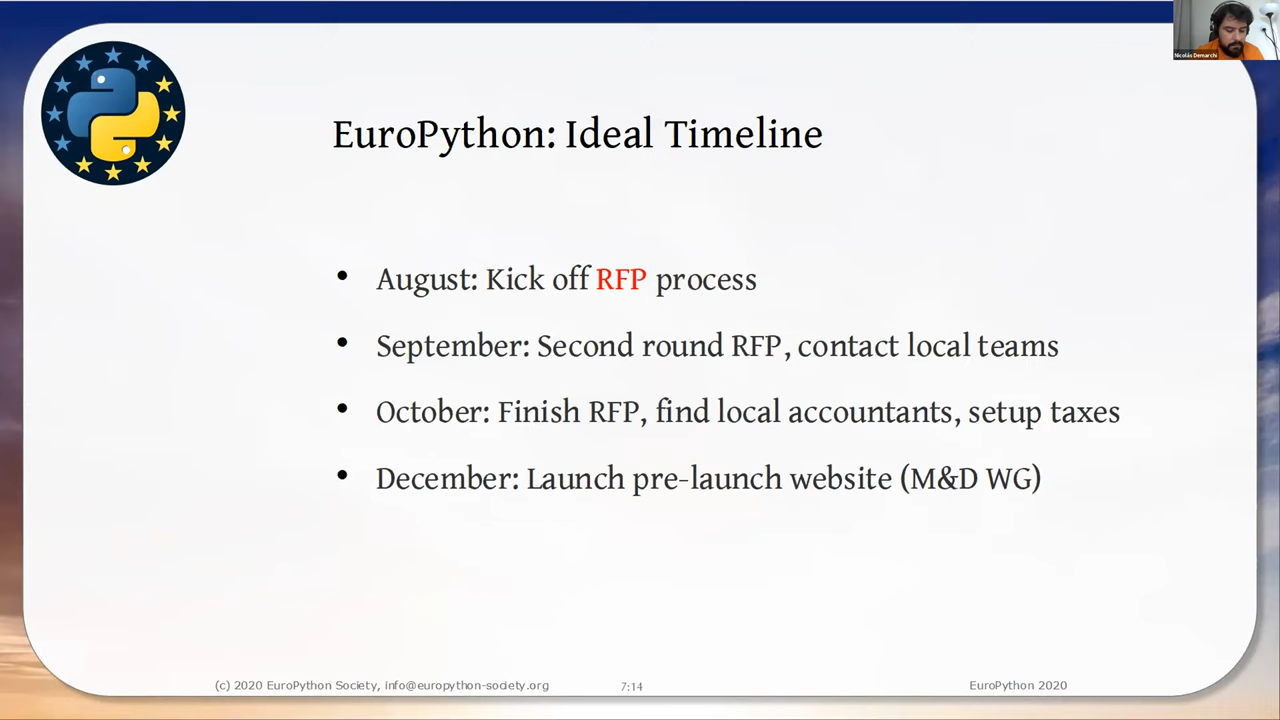 Nicolás Demarchi
EuroPython: Ideal Timeline
• August: Kick off RFP process
• September: Second round RFP, contact local teams
• October: Finish RFP, find local accountants, setup taxes
• December: Launch pre-launch website (M&D WG)
(c) 2020 EuroPython Society, info@europython-society.org
7:14
EuroPython 2020